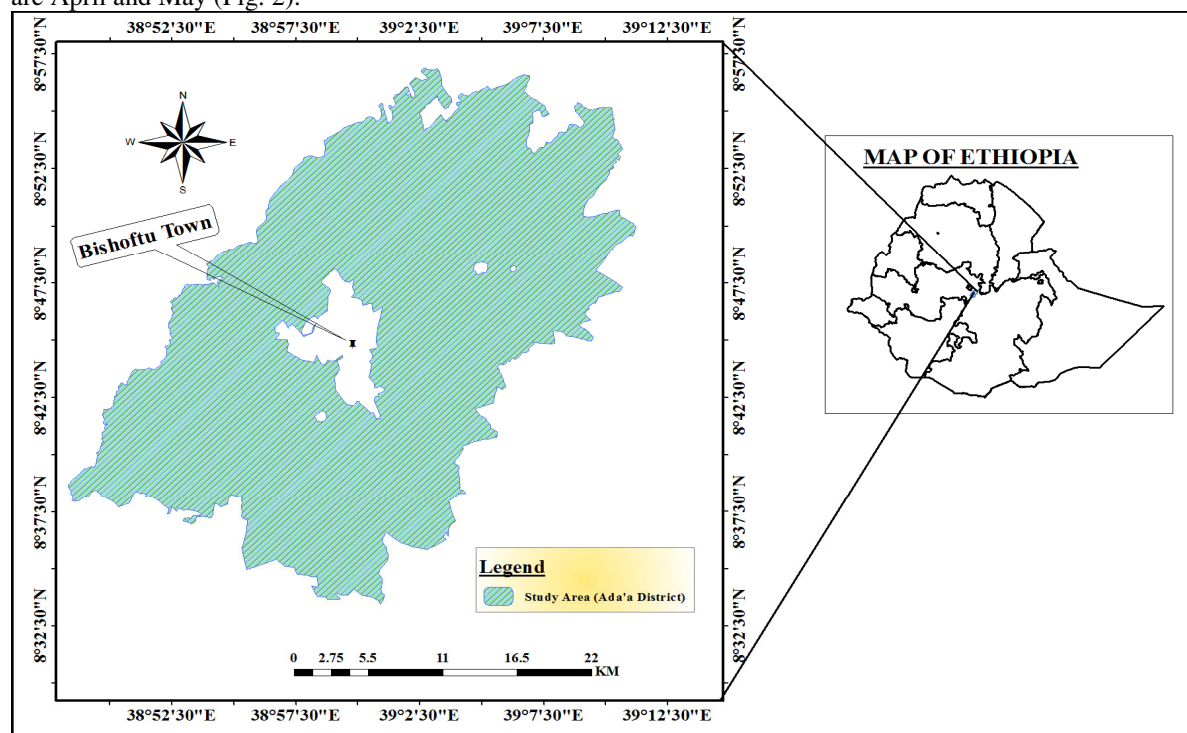 are April and May (Fig. 2).
38°52'30"E 38°57'30"E 39°2'30"E 39°7'30"E 39°12'30"E
8°57'30"N
8°57'30"N
N
W E
S
8°52'30"N
8°52'30"N
MAP OF ETHIOPIA
Bishoftu Town
8°47'30"N
8°47'30"N
8°42'30"N
8°42'30"N
8°37'30"N
8°37'30"N
Legend
Study Area (Ada'a District)
8°32'30"N
8°32'30"N
0 2.75 5.5 11 16.5 22
KM
38°52'30"E 38°57'30"E 39°2'30"E 39°7'30"E 39°12'30"E